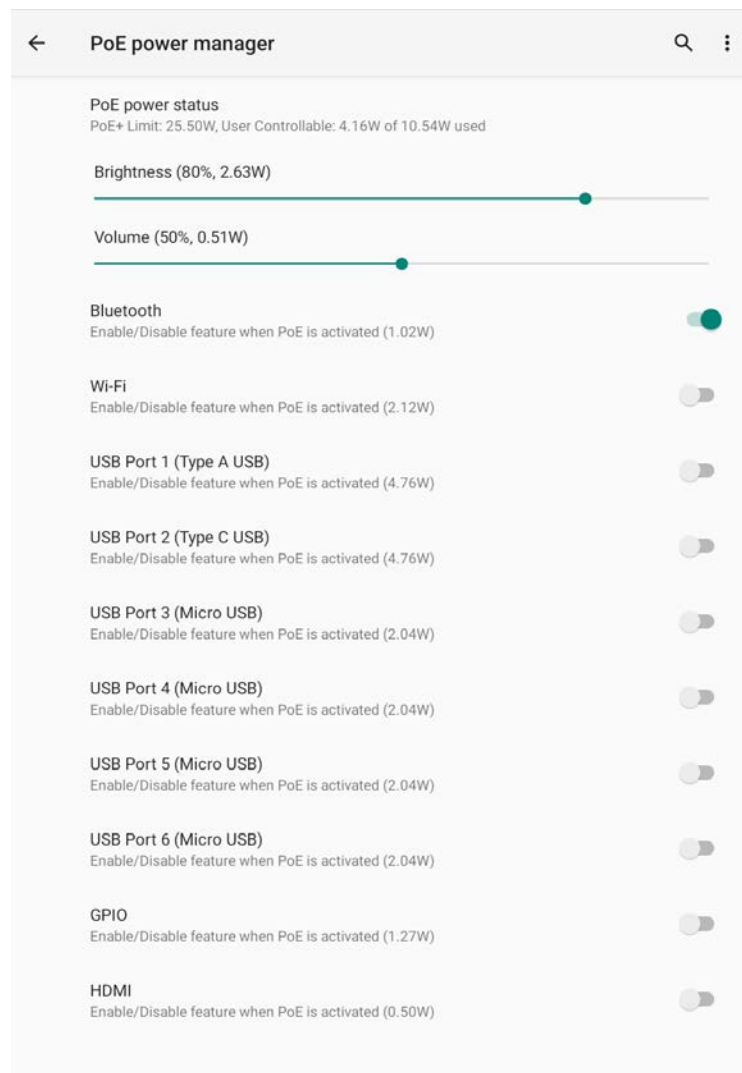 PoE power manager
PoE power status
PoE+ Limit: 25.50W, User Controllable: 4.16W of 10.54W used
Brightness (80%, 2.63W)
Volume (50%, 0.51W)
Bluetooth
Enable/Disable feature when PoE is activated (1.02W)
Wi-Fi
Enable/Disable feature when PoE is activated (2.12W)
USB Port 1 (Type A USB)
Enable/Disable feature when PoE is activated (4.76W)
USB Port 2 (Type C USB)
Enable/Disable feature when PoE is activated (4.76W)
USB Port 3 (Micro USB)
Enable/Disable feature when PoE is activated (2.04W)
USB Port 4 (Micro USB)
Enable/Disable feature when PoE is activated (2.04W)
USB Port 5 (Micro USB)
Enable/Disable feature when PoE is activated (2.04W)
USB Port 6 (Micro USB)
Enable/Disable feature when PoE is activated (2.04W)
GPIO
Enable/Disable feature when PoE is activated (1.27W)
HDMI
Enable/Disable feature when PoE is activated (0.50W)